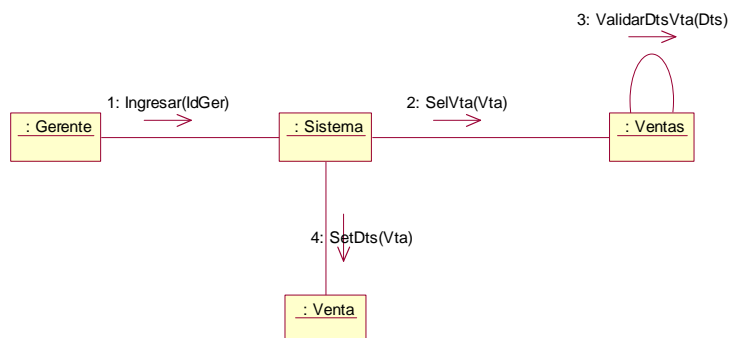 3: ValidarDtsVta(Dts)
1: Ingresar(IdGer)
2: SelVta(Vta)
: Gerente
: Sistema
: Ventas
4: SetDts(Vta)
: Venta